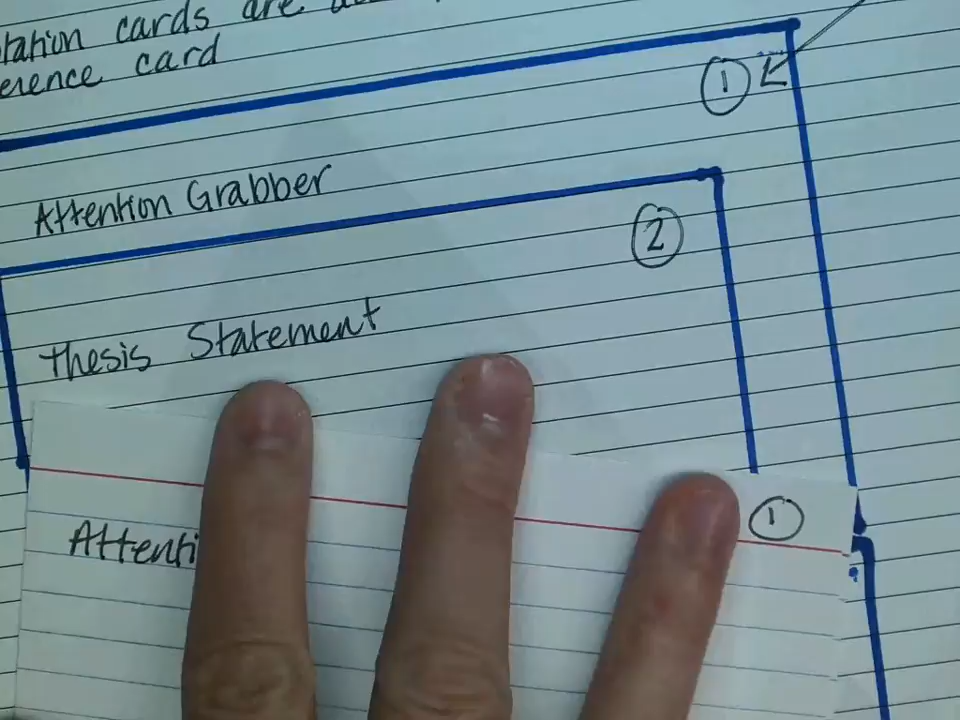 cards are
card
①
Attention Grabber
②
Thesis Statement
①
Attenti